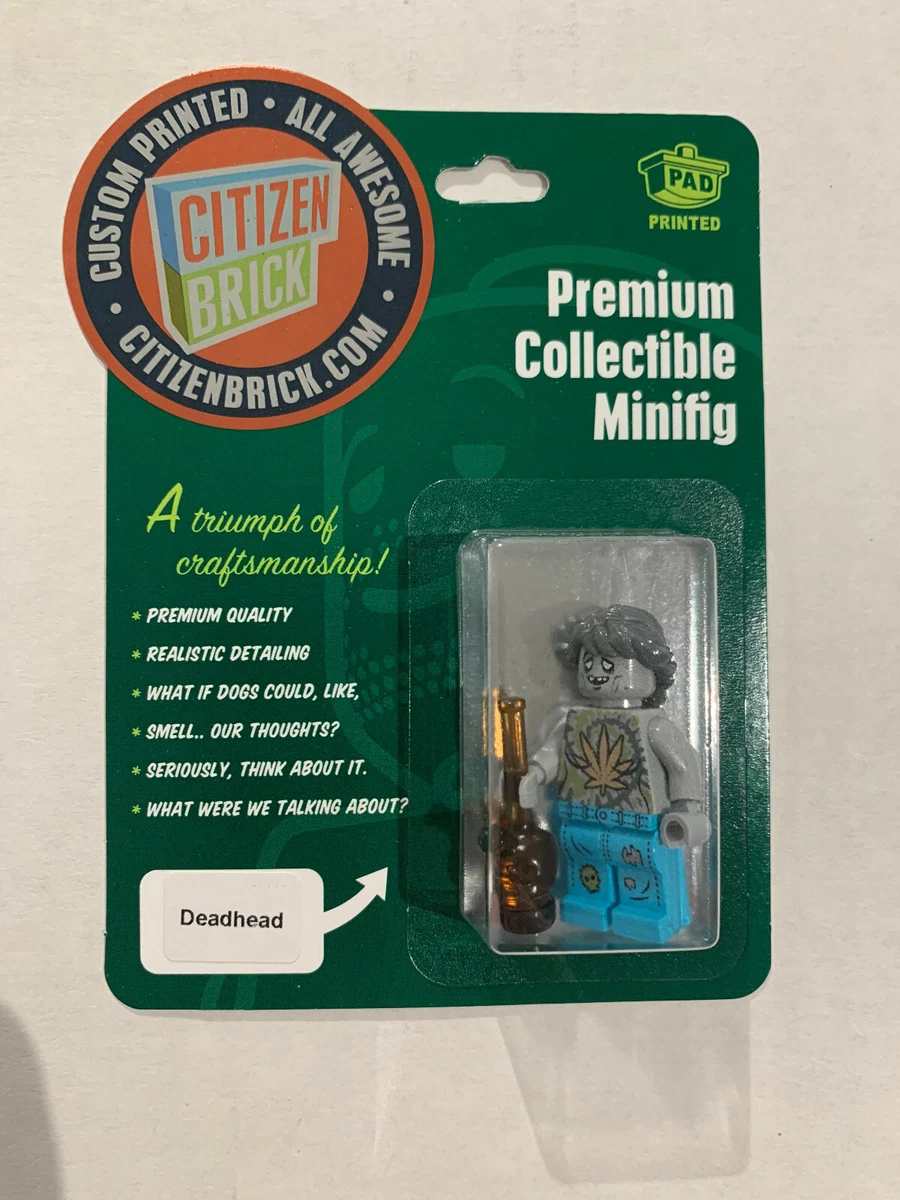 CUSTOM PRINTED • ALL AWESOME
CITIZEN
BRICK
• CITIZENBRICK.COM •
PAD
PRINTED
Premium
Collectible
Minifig
A triumph of
craftsmanship!
* PREMIUM QUALITY
* REALISTIC DETAILING
* WHAT IF DOGS COULD, LIKE,
* SMELL.. OUR THOUGHTS?
* SERIOUSLY, THINK ABOUT IT.
* WHAT WERE WE TALKING ABOUT?
Deadhead